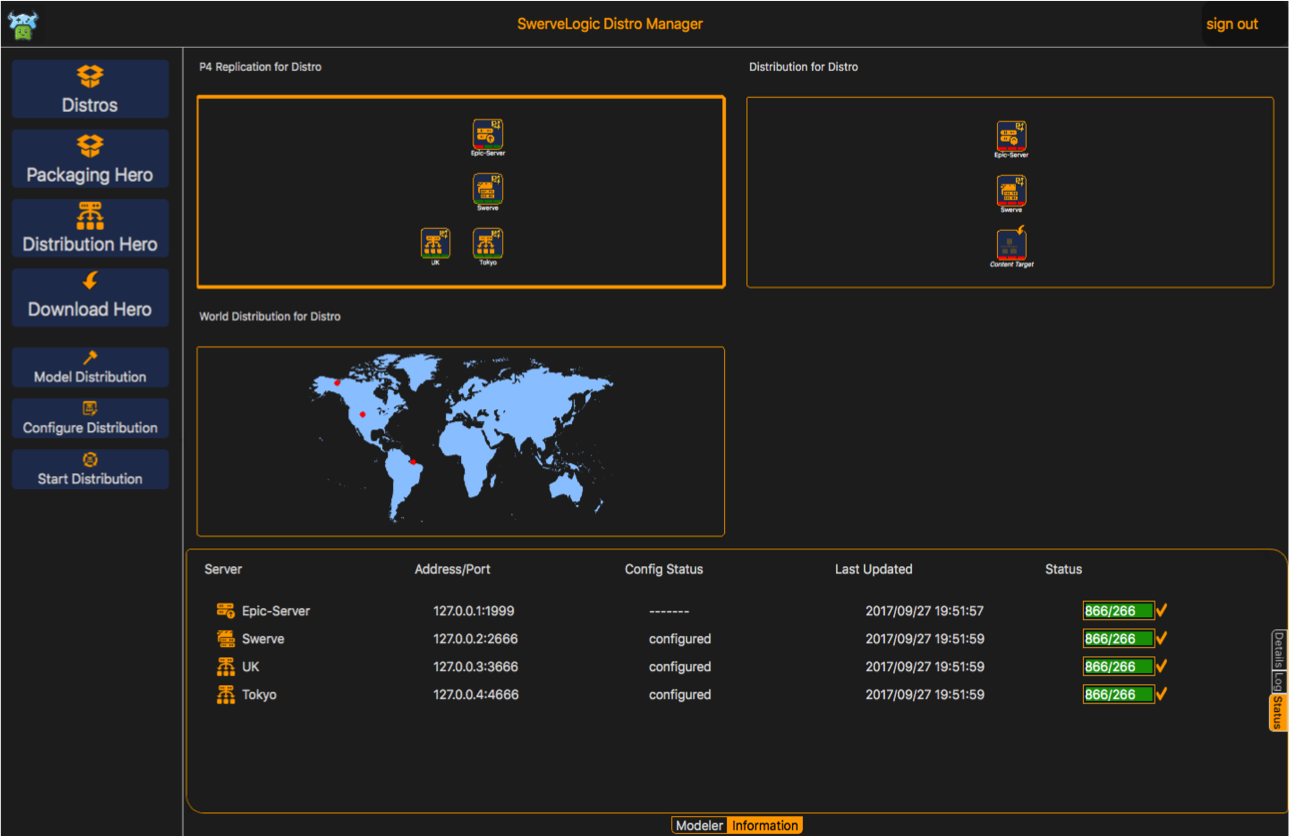 SwerveLogic Distro Manager
sign out
Distros
Packaging Hero
Distribution Hero
Download Hero
Model Distribution
Configure Distribution
Start Distribution
P4 Replication for Distro
Epic-Server
Swerve
UK
Tokyo
Distribution for Distro
Epic-Server
Swerve
Content Target
World Distribution for Distro
Server Address/Port Config Status Last Updated Status
Epic-Server 127.0.0.1:1999 ------- 2017/09/27 19:51:57 866/266
Swerve 127.0.0.2:2666 configured 2017/09/27 19:51:59 866/266
UK 127.0.0.3:3666 configured 2017/09/27 19:51:59 866/266
Tokyo 127.0.0.4:4666 configured 2017/09/27 19:51:59 866/266
Details
Log
Status
Modeler Information